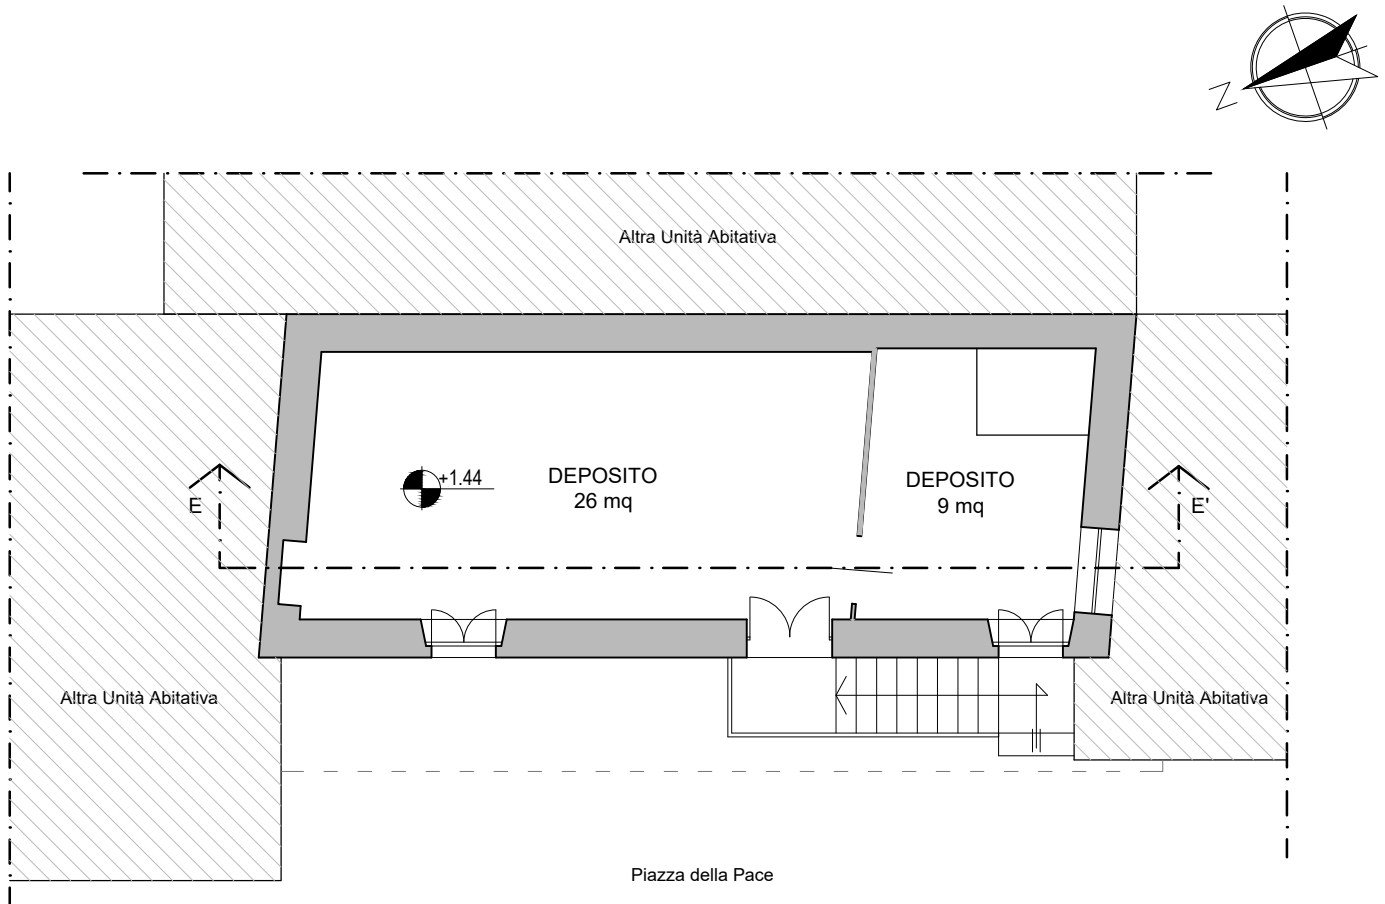 N
Altra Unità Abitativa
+1.44
DEPOSITO
26 mq
DEPOSITO
9 mq
E
E'
Altra Unità Abitativa
Altra Unità Abitativa
Piazza della Pace